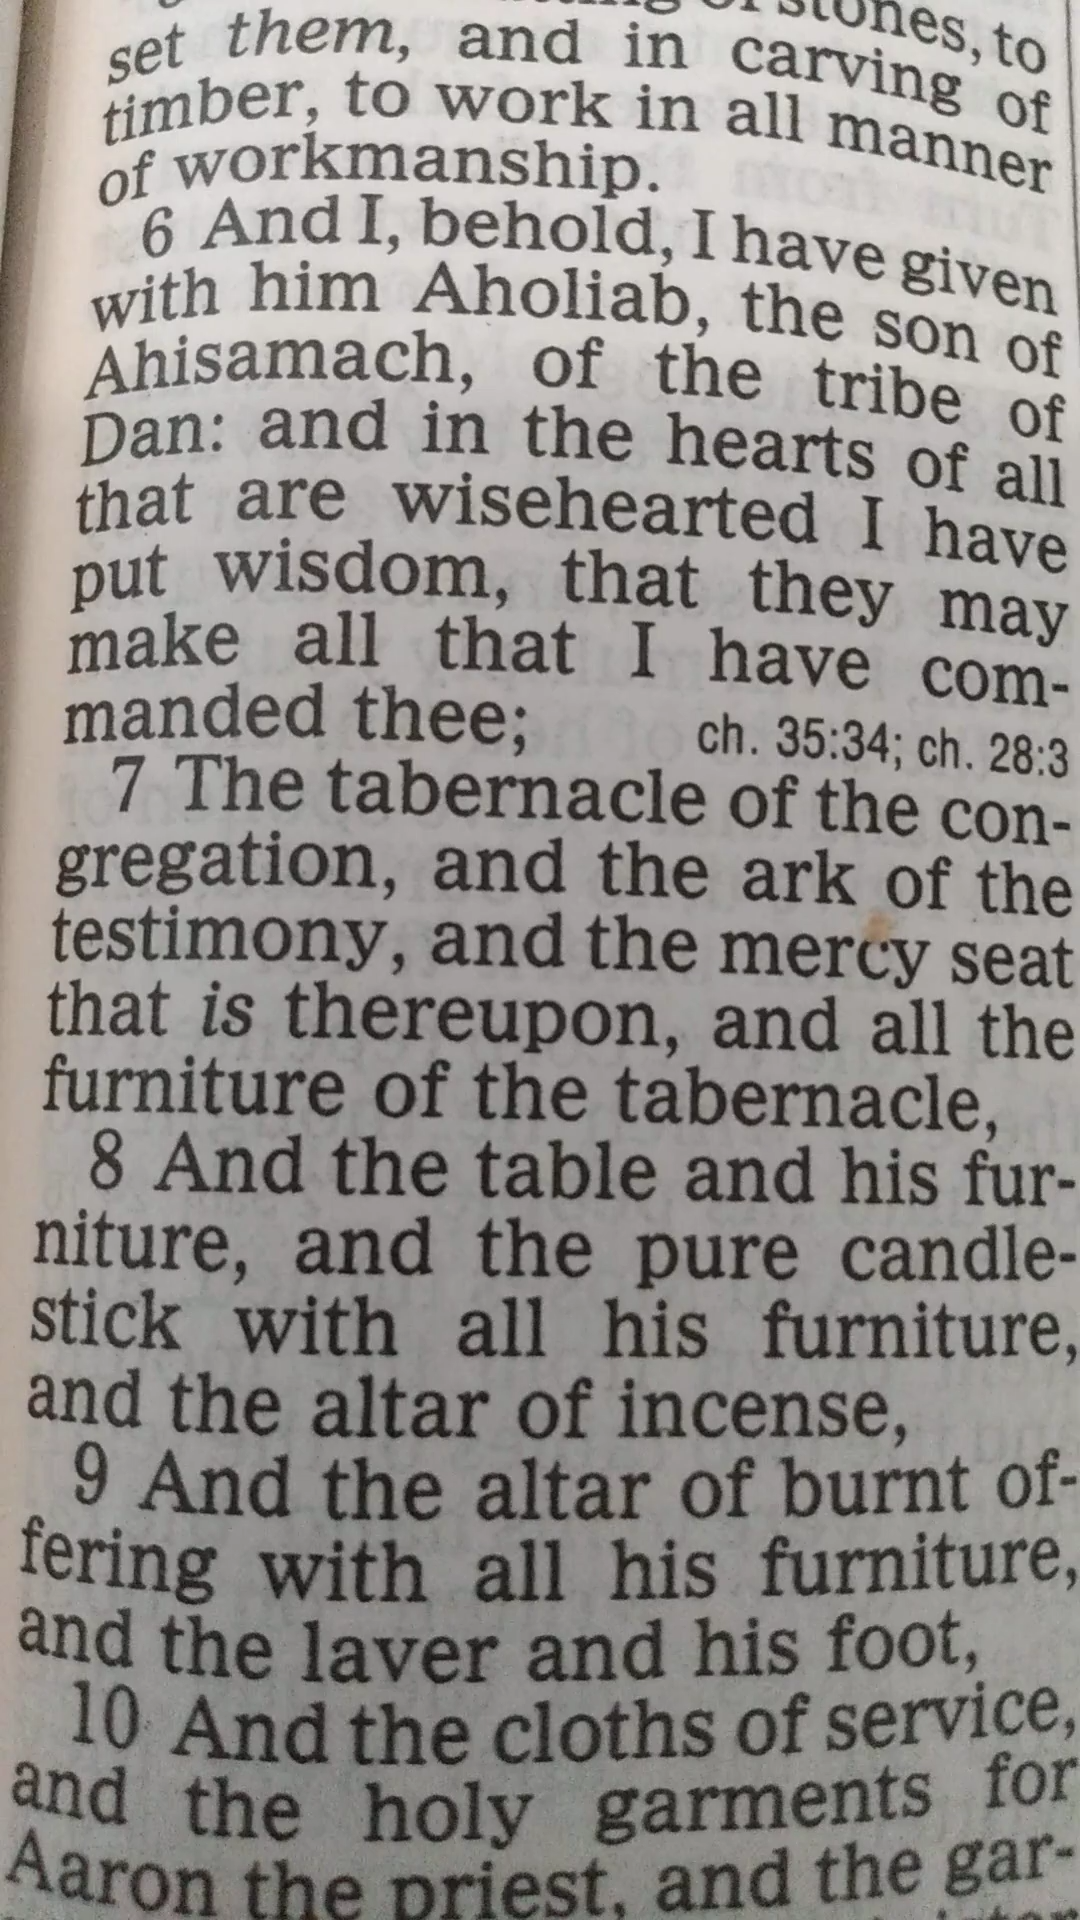 of stones, to
set them, and in carving of
timber, to work in all manner
of workmanship.
6 And I, behold, I have given
with him Aholiab, the son of
Ahisamach, of the tribe of
Dan: and in the hearts of all
that are wisehearted I have
put wisdom, that they may
make all that I have com-
manded thee; ch. 35:34; ch. 28:3
7 The tabernacle of the con-
gregation, and the ark of the
testimony, and the mercy seat
that is thereupon, and all the
furniture of the tabernacle,
8 And the table and his fur-
niture, and the pure candle-
stick with all his furniture,
and the altar of incense,
9 And the altar of burnt of-
fering with all his furniture,
and the laver and his foot,
10 And the cloths of service,
and the holy garments for
Aaron the priest, and the gar-